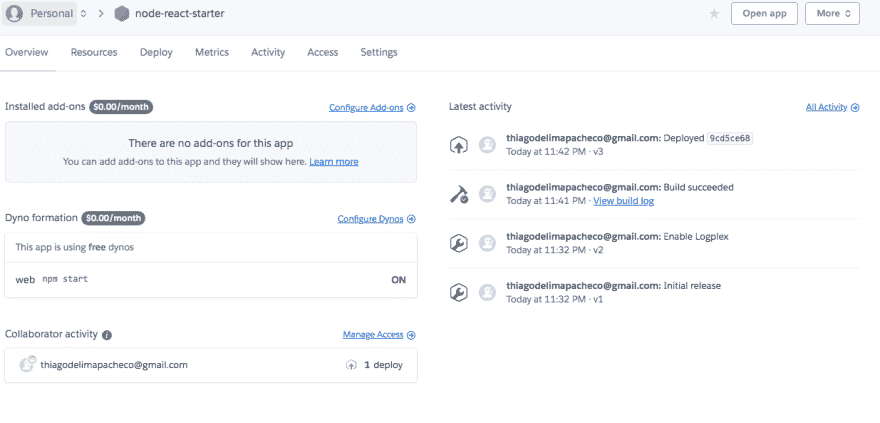 Personal
node-react-starter
Open app
More
Overview
Resources
Deploy
Metrics
Activity
Access
Settings
Installed add-ons $0.00/month
Configure Add-ons
There are no add-ons for this app
You can add add-ons to this app and they will show here. Learn more
Dyno formation $0.00/month
Configure Dynos
This app is using free dynos
web npm start
ON
Collaborator activity
Manage Access
thiagodelimapacheco@gmail.com
1 deploy
Latest activity
All Activity
thiagodelimapacheco@gmail.com: Deployed 9cd5ce68
Today at 11:42 PM · v3
thiagodelimapacheco@gmail.com: Build succeeded
Today at 11:41 PM · View build log
thiagodelimapacheco@gmail.com: Enable Logplex
Today at 11:32 PM · v2
thiagodelimapacheco@gmail.com: Initial release
Today at 11:32 PM · v1